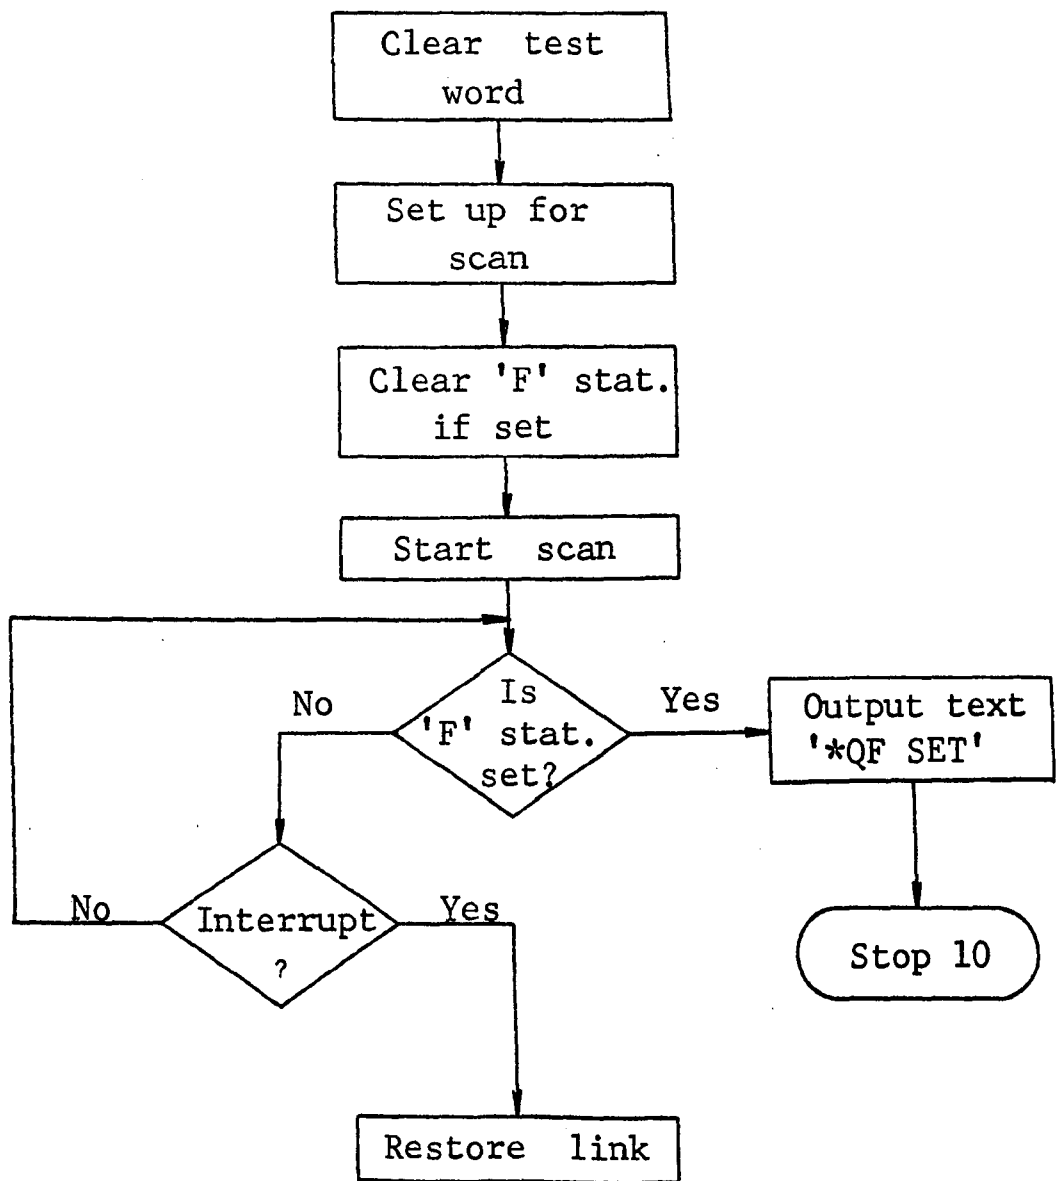 Clear test
word
Set up for
scan
Clear 'F' stat.
if set
Start scan
Is
'F' stat.
set?
No
Yes
Output text
'*QF SET'
Stop 10
Interrupt
?
No
Yes
Restore link